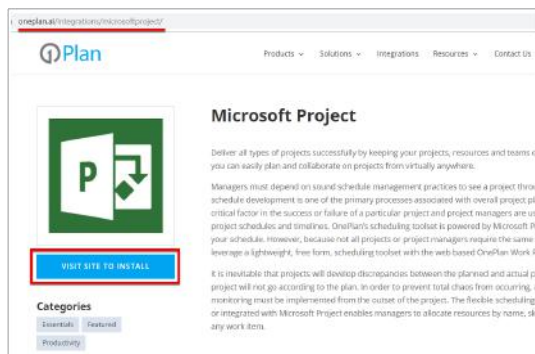 oneplan.ai/integrations/microsoftproject/
Plan
Products
Solutions
Integrations
Resources
Contact Us
Microsoft Project
Deliver all types of projects successfully by keeping your projects, resources and teams
you can easily plan and collaborate on projects from virtually anywhere.
Managers must depend on sound schedule management practices to see a project
schedule development is one of the primary processes associated with overall project
critical factor in the success or failure of a particular project and project managers are
project schedules and timelines. OnePlan's scheduling toolset is powered by Microsoft
your schedule. However, because not all projects or project managers require the same
leverage a lightweight, free form, scheduling toolset with the web based OnePlan Work
It is inevitable that projects will develop discrepancies between the planned and actual
project will not go according to the plan. In order to prevent total chaos from occurring,
monitoring must be implemented from the outset of the project. The flexible scheduling
or integrated with Microsoft Project enables managers to allocate resources by name,
any work item.
P
VISIT SITE TO INSTALL
Categories
Essentials
Featured
Productivity